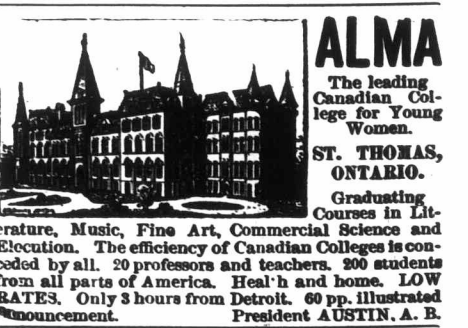 ALMA
The leading
Canadian Col-
lege for Young
Women.
ST. THOMAS,
ONTARIO.
Graduating
Courses in Lit-
erature, Music, Fine Art, Commercial Science and
Elocution. The efficiency of Canadian Colleges is con-
ceded by all. 20 professors and teachers. 200 students
from all parts of America. Heal·h and home. LOW
RATES. Only 3 hours from Detroit. 60 pp. illustrated
announcement. President AUSTIN, A. B.